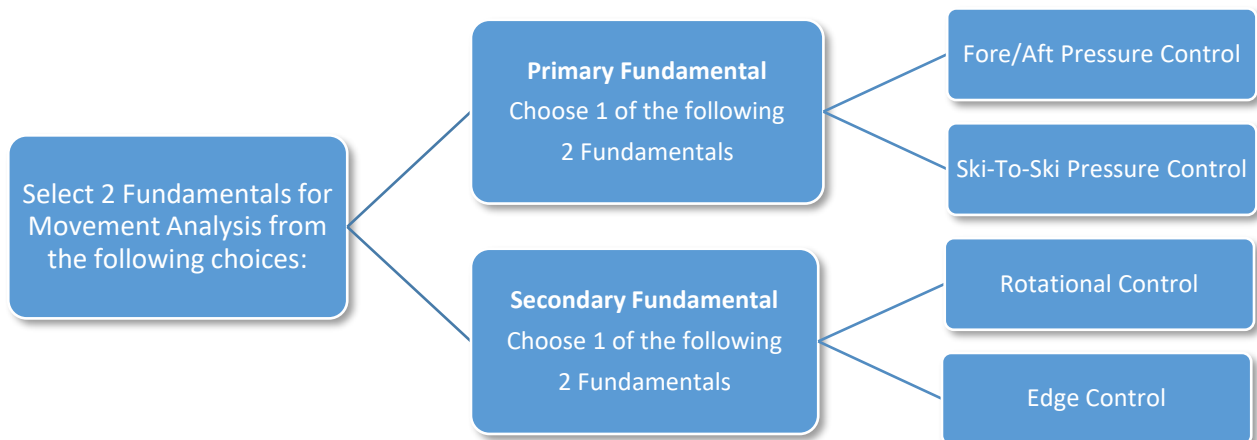 Select 2 Fundamentals for
Movement Analysis from
the following choices:
Primary Fundamental
Choose 1 of the following
2 Fundamentals
Fore/Aft Pressure Control
Ski-To-Ski Pressure Control
Secondary Fundamental
Choose 1 of the following
2 Fundamentals
Rotational Control
Edge Control